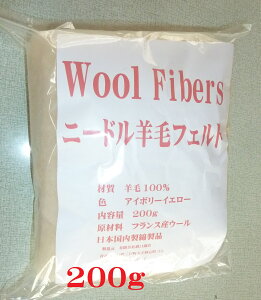 Wool Fibers
ニードル羊毛フェルト
材質 羊毛100%
色 アイボリーイエロー
内容量 200g
原材料 フランス産ウール
日本国内製綿製品
200g